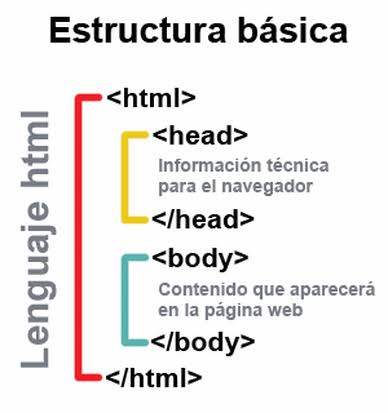 Estructura básica
Lenguaje html
<html>
<head>
Información técnica
para el navegador
</head>
<body>
Contenido que aparecerá
en la página web
</body>
</html>